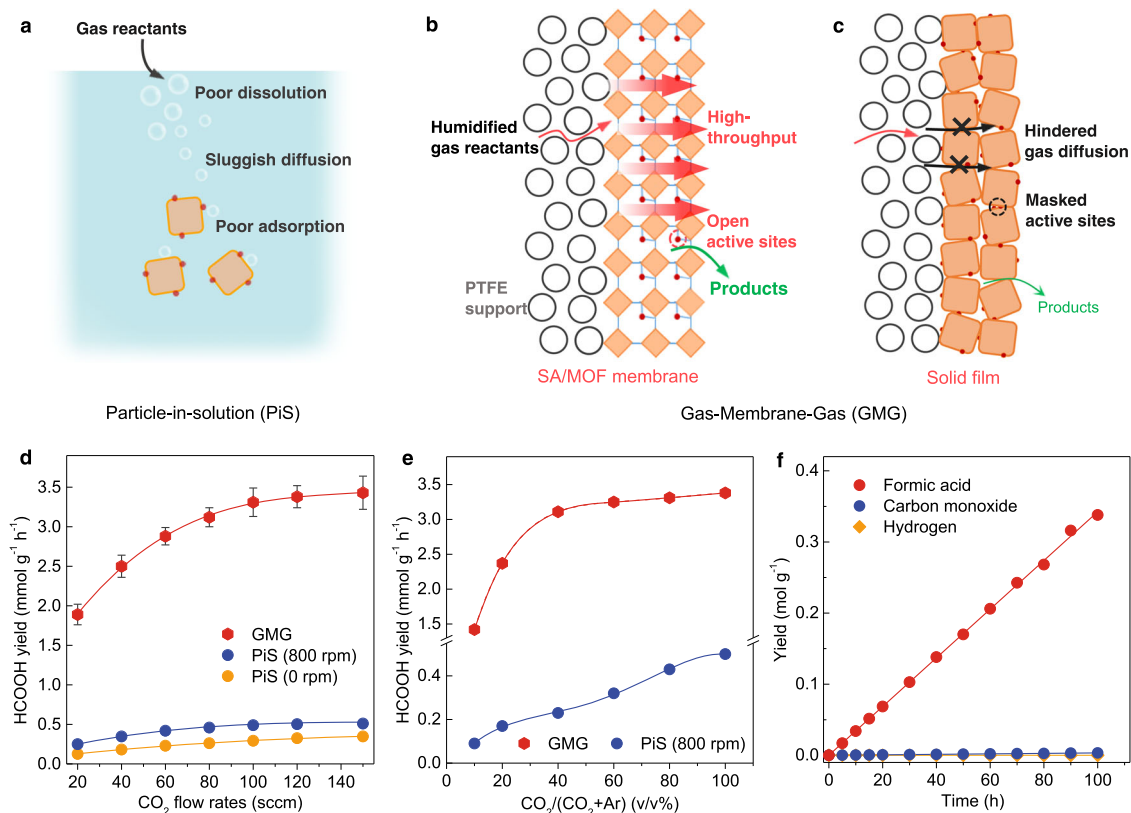 a
Gas reactants
Poor dissolution
Sluggish diffusion
Poor adsorption
Particle-in-solution (PiS)
b
Humidified
gas reactants
High-
throughput
Open
active sites
Products
PTFE
support
SA/MOF membrane
c
Hindered
gas diffusion
Masked
active sites
Products
Solid film
Gas-Membrane-Gas (GMG)
d
HCOOH yield (mmol g⁻¹ h⁻¹)
3.5
3.0
2.5
2.0
1.5
1.0
0.5
0.0
GMG
PiS (800 rpm)
PiS (0 rpm)
20 40 60 80 100 120 140
CO₂ flow rates (sccm)
e
HCOOH yield (mmol g⁻¹ h⁻¹)
3.5
3.0
2.5
2.0
1.5
0.4
0.2
0.0
GMG PiS (800 rpm)
0 20 40 60 80 100
CO₂/(CO₂+Ar) (v/v%)
f
Yield (mol g⁻¹)
0.4
0.3
0.2
0.1
0.0
Formic acid
Carbon monoxide
Hydrogen
0 20 40 60 80 100
Time (h)